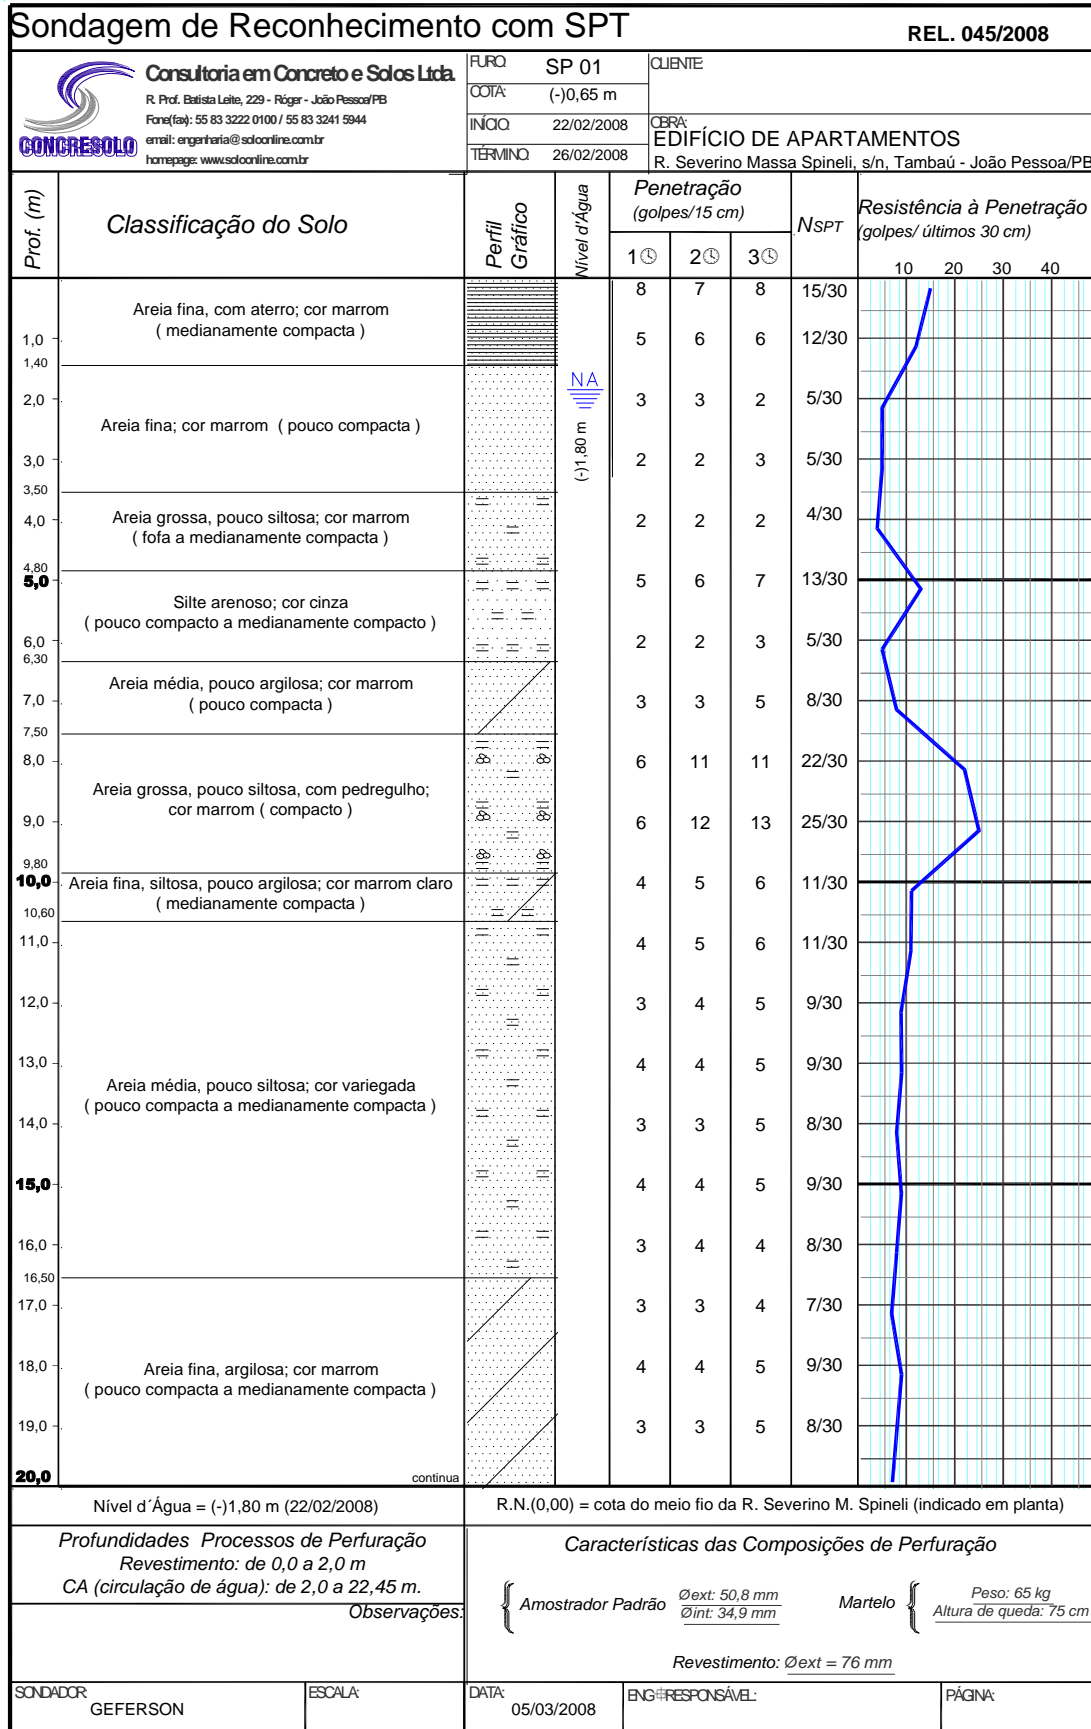 Sondagem de Reconhecimento com SPT
REL. 045/2008
Consultoria em Concreto e Solos Ltda.
R. Prof. Batista Leite, 229 - Róger - João Pessoa/PB
Fone(fax): 55 83 3222 0100 / 55 83 3241 5944
email: engenharia@soloonline.com.br
homepage: www.soloonline.com.br
CONCRESOLO
FURO: SP 01
COTA: (-)0,65 m
INÍCIO: 22/02/2008
TÉRMINO: 26/02/2008
CLIENTE:
OBRA:
EDIFÍCIO DE APARTAMENTOS
R. Severino Massa Spineli, s/n, Tambaú - João Pessoa/PB
Prof. (m)
Classificação do Solo
Perfil Gráfico
Nível d'Água
Penetração
(golpes/15 cm)
1 2 3
NSPT
Resistência à Penetração
(golpes/ últimos 30 cm)
10 20 30 40
Areia fina, com aterro; cor marrom
( medianamente compacta )
8 7 8 15/30
1,0 5 6 6 12/30
1,40
NA
(-)1,80 m
2,0 3 3 2 5/30
Areia fina; cor marrom ( pouco compacta )
3,0 2 2 3 5/30
3,50
Areia grossa, pouco siltosa; cor marrom
( fofa a medianamente compacta )
4,0 2 2 2 4/30
4,80
5,0 5 6 7 13/30
Silte arenoso; cor cinza
( pouco compacto a medianamente compacto )
6,0 2 2 3 5/30
6,30
Areia média, pouco argilosa; cor marrom
( pouco compacta )
7,0 3 3 5 8/30
7,50
8,0 6 11 11 22/30
Areia grossa, pouco siltosa, com pedregulho;
cor marrom ( compacto )
9,0 6 12 13 25/30
9,80
10,0 4 5 6 11/30
Areia fina, siltosa, pouco argilosa; cor marrom claro
( medianamente compacta )
10,60
11,0 4 5 6 11/30
12,0 3 4 5 9/30
13,0 4 4 5 9/30
Areia média, pouco siltosa; cor variegada
( pouco compacta a medianamente compacta )
14,0 3 3 5 8/30
15,0 4 4 5 9/30
16,0 3 4 4 8/30
16,50
17,0 3 3 4 7/30
18,0 4 4 5 9/30
Areia fina, argilosa; cor marrom
( pouco compacta a medianamente compacta )
19,0 3 3 5 8/30
20,0 continua
Nível d´Água = (-)1,80 m (22/02/2008)
R.N.(0,00) = cota do meio fio da R. Severino M. Spineli (indicado em planta)
Profundidades Processos de Perfuração
Revestimento: de 0,0 a 2,0 m
CA (circulação de água): de 2,0 a 22,45 m.
Observações:
Características das Composições de Perfuração
Amostrador Padrão
Øext: 50,8 mm
Øint: 34,9 mm
Martelo
Peso: 65 kg
Altura de queda: 75 cm
Revestimento: Øext = 76 mm
SONDADOR:
GEFERSON
ESCALA:
DATA:
05/03/2008
ENGº RESPONSÁVEL:
PÁGINA: